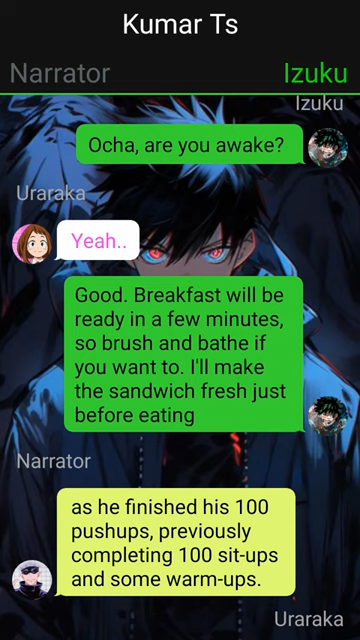 Kumar Ts
Narrator
Izuku
Izuku
Ocha, are you awake?
Uraraka
Yeah..
Good. Breakfast will be
ready in a few minutes,
so brush and bathe if
you want to. I'll make
the sandwich fresh just
before eating
Narrator
as he finished his 100
pushups, previously
completing 100 sit-ups
and some warm-ups.
Uraraka